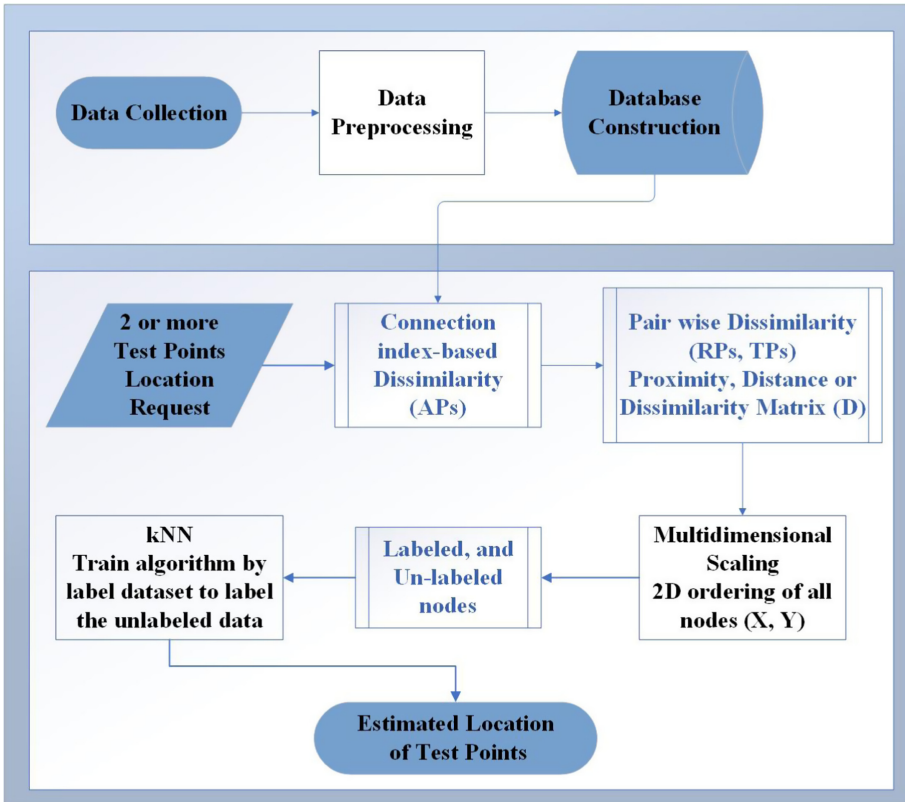 Data Collection
Data
Preprocessing
Database
Construction
2 or more
Test Points
Location
Request
Connection
index-based
Dissimilarity
(APs)
Pair wise Dissimilarity
(RPs, TPs)
Proximity, Distance or
Dissimilarity Matrix (D)
kNN
Train algorithm by
label dataset to label
the unlabeled data
Labeled, and
Un-labeled
nodes
Multidimensional
Scaling
2D ordering of all
nodes (X, Y)
Estimated Location
of Test Points